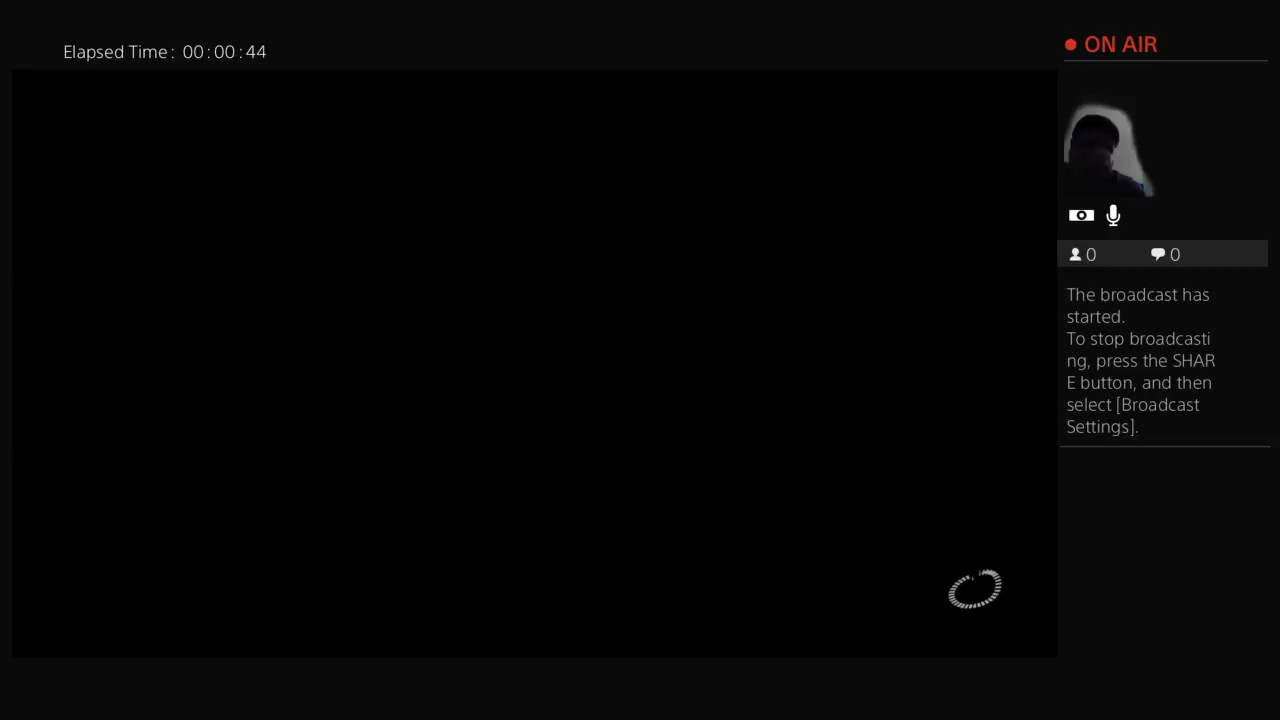 Elapsed Time: 00:00:44
ON AIR
0 0
The broadcast has
started.
To stop broadcasti
ng, press the SHAR
E button, and then
select [Broadcast
Settings].